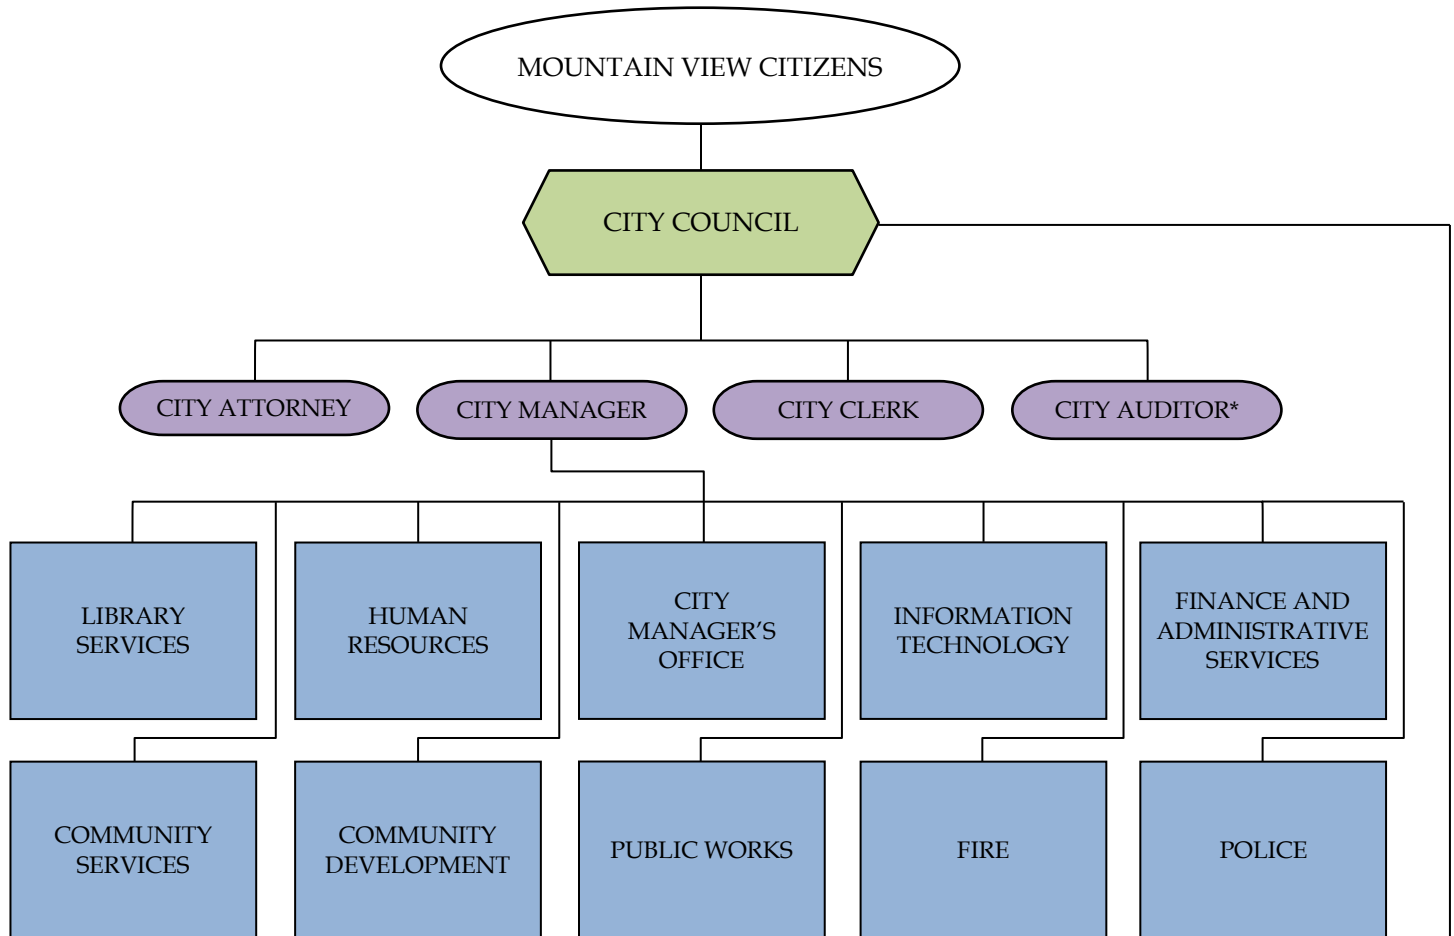 MOUNTAIN VIEW CITIZENS
CITY COUNCIL
CITY ATTORNEY
CITY MANAGER
CITY CLERK
CITY AUDITOR*
LIBRARY
SERVICES
HUMAN
RESOURCES
CITY
MANAGER’S
OFFICE
INFORMATION
TECHNOLOGY
FINANCE AND
ADMINISTRATIVE
SERVICES
COMMUNITY
SERVICES
COMMUNITY
DEVELOPMENT
PUBLIC WORKS
FIRE
POLICE